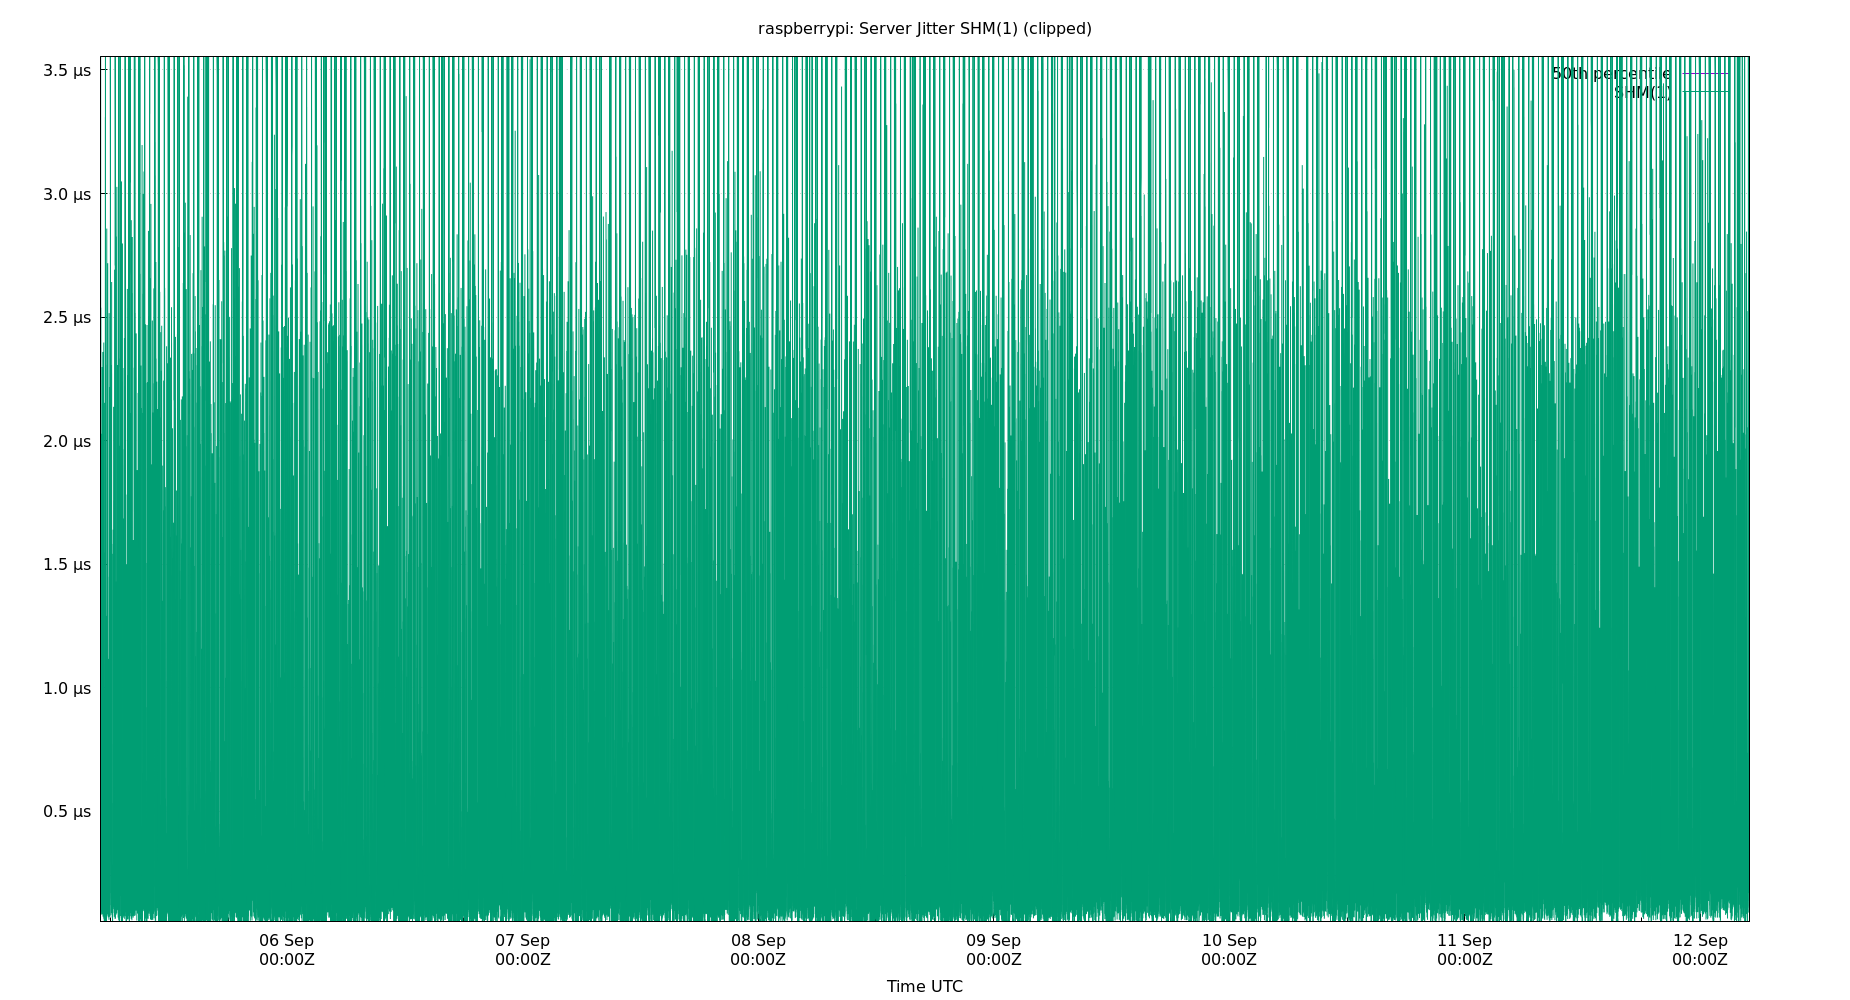 raspberrypi: Server Jitter SHM(1) (clipped)
50th percentile
SHM(1)
3.5 µs
3.0 µs
2.5 µs
2.0 µs
1.5 µs
1.0 µs
0.5 µs
06 Sep 07 Sep 08 Sep 09 Sep 10 Sep 11 Sep 12 Sep
00:00Z 00:00Z 00:00Z 00:00Z 00:00Z 00:00Z 00:00Z
Time UTC